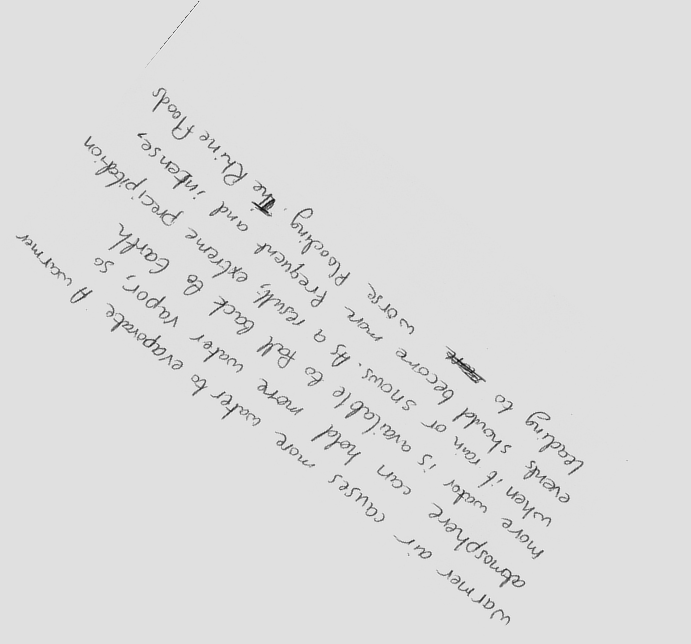 warmer air causes more water to evaporate A warmer
atmosphere can hold more water vapor, so
more water is available to fall back to Earth
when it rain or snows. As a result, extreme precipitation
events should become more frequent and intense,
leading to worse flooding. The Rhine floods